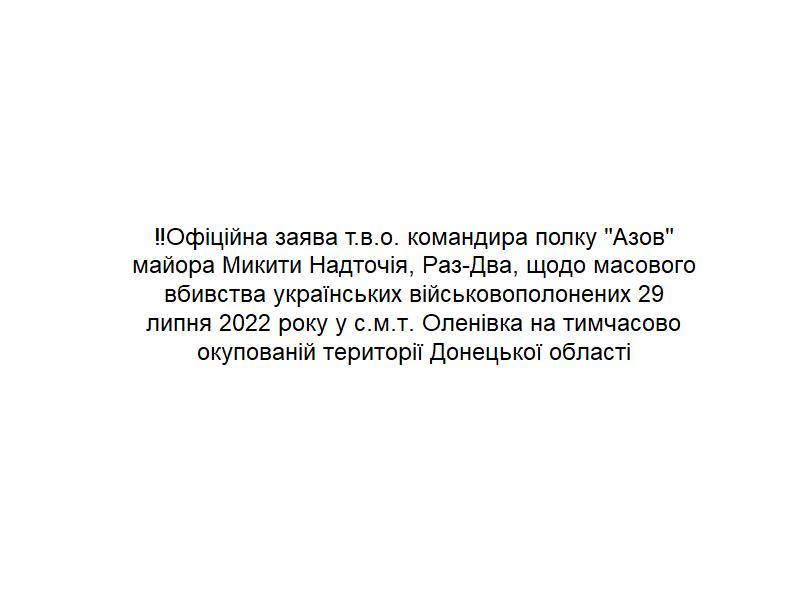 ‼Офіційна заява т.в.о. командира полку "Азов"
майора Микити Надточія, Раз-Два, щодо масового
вбивства українських військовополонених 29
липня 2022 року у с.м.т. Оленівка на тимчасово
окупованій території Донецької області